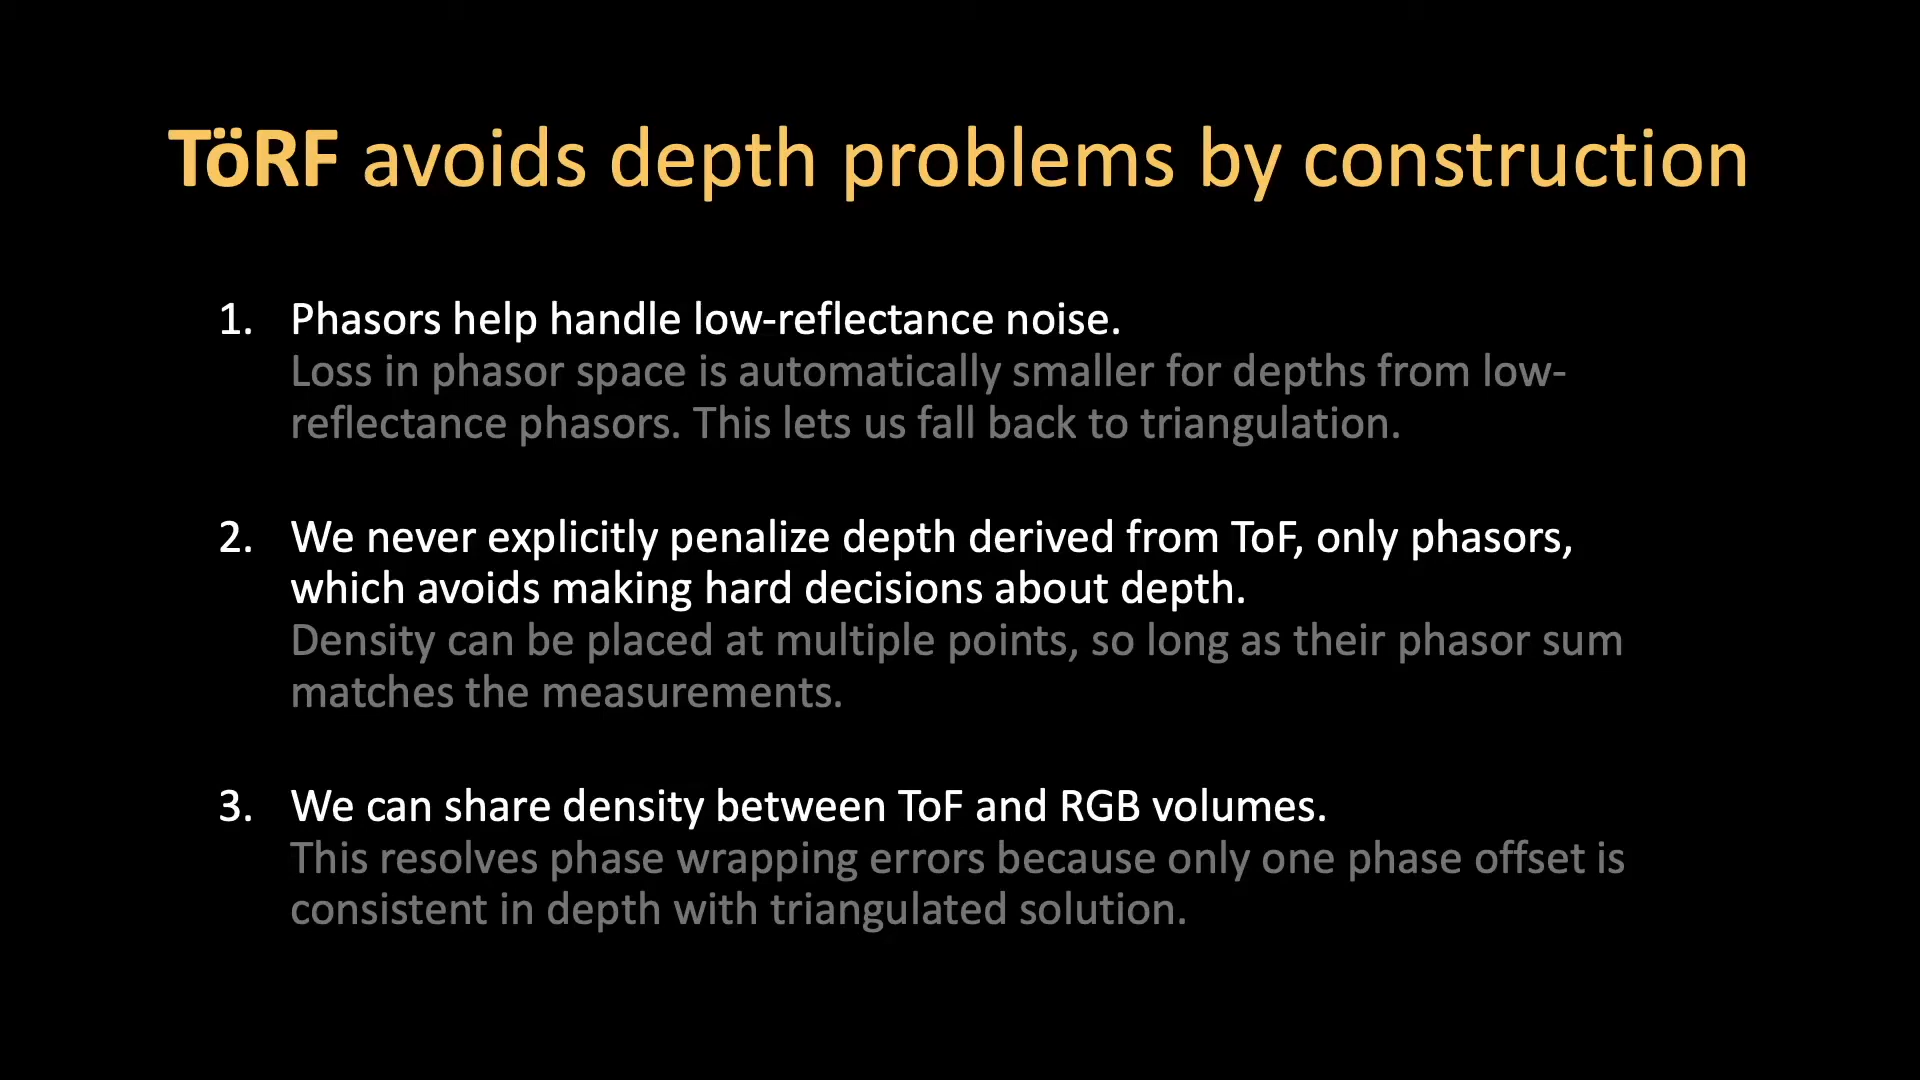 TöRF avoids depth problems by construction
1. Phasors help handle low-reflectance noise.
Loss in phasor space is automatically smaller for depths from low-
reflectance phasors. This lets us fall back to triangulation.
2. We never explicitly penalize depth derived from ToF, only phasors,
which avoids making hard decisions about depth.
Density can be placed at multiple points, so long as their phasor sum
matches the measurements.
3. We can share density between ToF and RGB volumes.
This resolves phase wrapping errors because only one phase offset is
consistent in depth with triangulated solution.